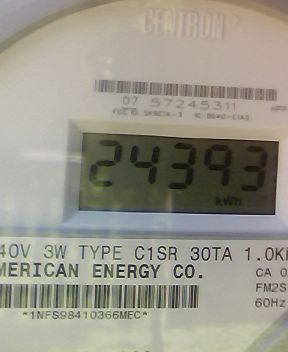 CENTRON
07 57245311
24393
kWh
40V 3W TYPE C1SR 30TA 1.0K
MERICAN ENERGY CO.
CA 0
FM2S
60Hz
*1NFS98410366MEC*